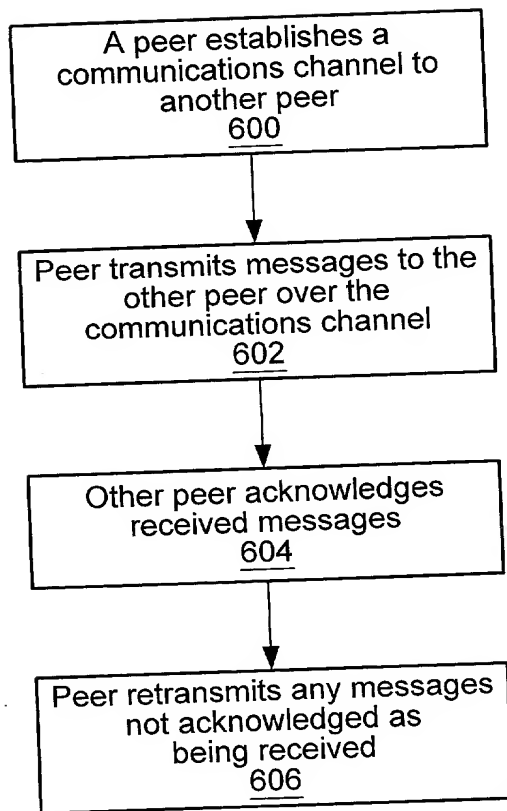 A peer establishes a
communications channel to
another peer
600
Peer transmits messages to the
other peer over the
communications channel
602
Other peer acknowledges
received messages
604
Peer retransmits any messages
not acknowledged as
being received
606